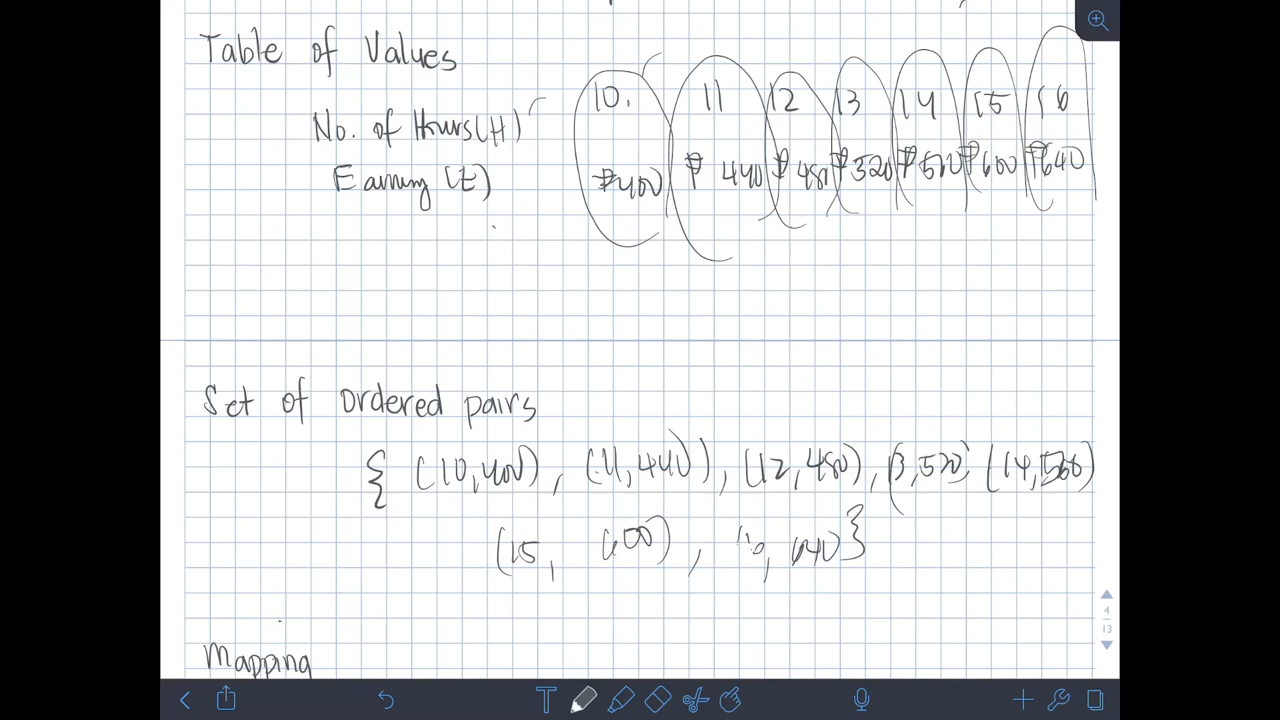 Table of Values
No. of Hours (H) 10. 11 12 13 14 15 16
Earning (E) ₱400 ₱ 440 ₱ 480 ₱ 520 ₱ 560 ₱ 600 ₱ 640
Set of Ordered pairs
{ (10,400), (11,440)), (12,480), (13,520), (14,560)
(15, 600), 16, 640) }
Mapping
4
13
T